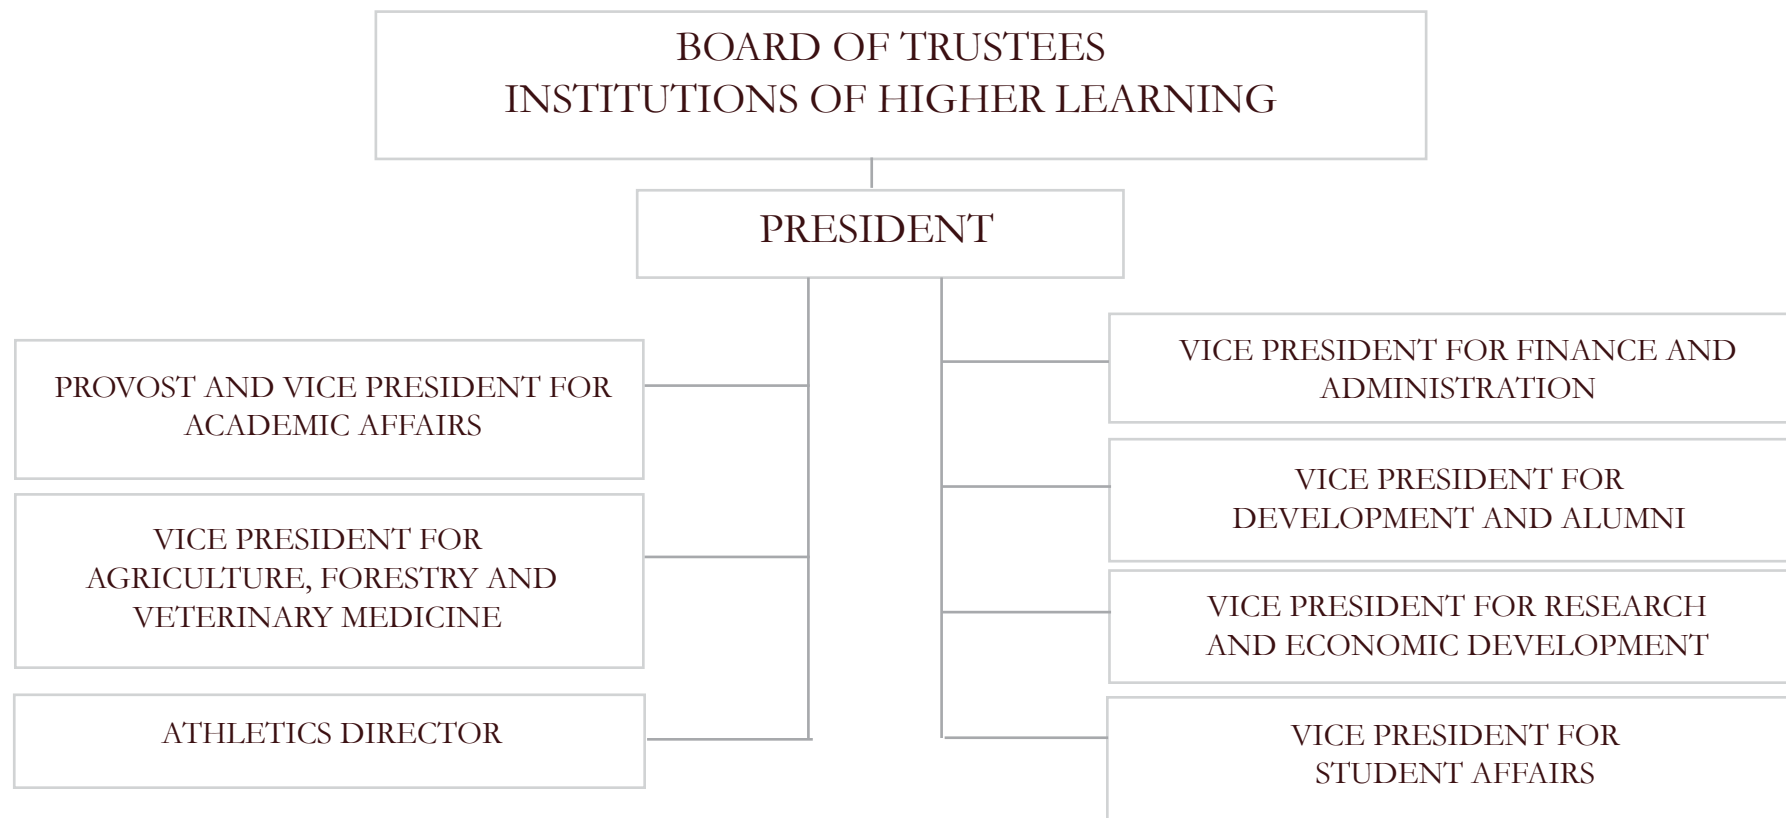 BOARD OF TRUSTEES
INSTITUTIONS OF HIGHER LEARNING
PRESIDENT
PROVOST AND VICE PRESIDENT FOR
ACADEMIC AFFAIRS
VICE PRESIDENT FOR
AGRICULTURE, FORESTRY AND
VETERINARY MEDICINE
ATHLETICS DIRECTOR
VICE PRESIDENT FOR FINANCE AND
ADMINISTRATION
VICE PRESIDENT FOR
DEVELOPMENT AND ALUMNI
VICE PRESIDENT FOR RESEARCH
AND ECONOMIC DEVELOPMENT
VICE PRESIDENT FOR
STUDENT AFFAIRS